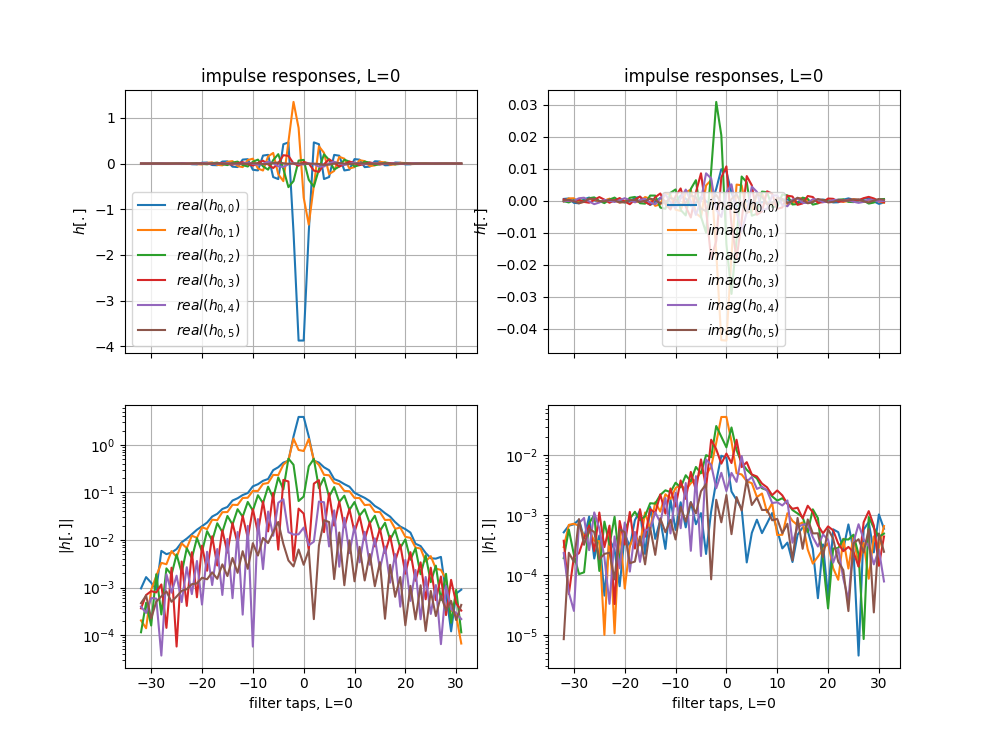 impulse responses, L=0
1
0
−1
−2
−3
−4
h[.]
real(h0,0)
real(h0,1)
real(h0,2)
real(h0,3)
real(h0,4)
real(h0,5)
impulse responses, L=0
0.03
0.02
0.01
0.00
−0.01
−0.02
−0.03
−0.04
h[.]
imag(h0,0)
imag(h0,1)
imag(h0,2)
imag(h0,3)
imag(h0,4)
imag(h0,5)
10⁰
10⁻¹
10⁻²
10⁻³
10⁻⁴
|h[.]|
−30 −20 −10 0 10 20 30
filter taps, L=0
10⁻²
10⁻³
10⁻⁴
10⁻⁵
|h[.]|
−30 −20 −10 0 10 20 30
filter taps, L=0